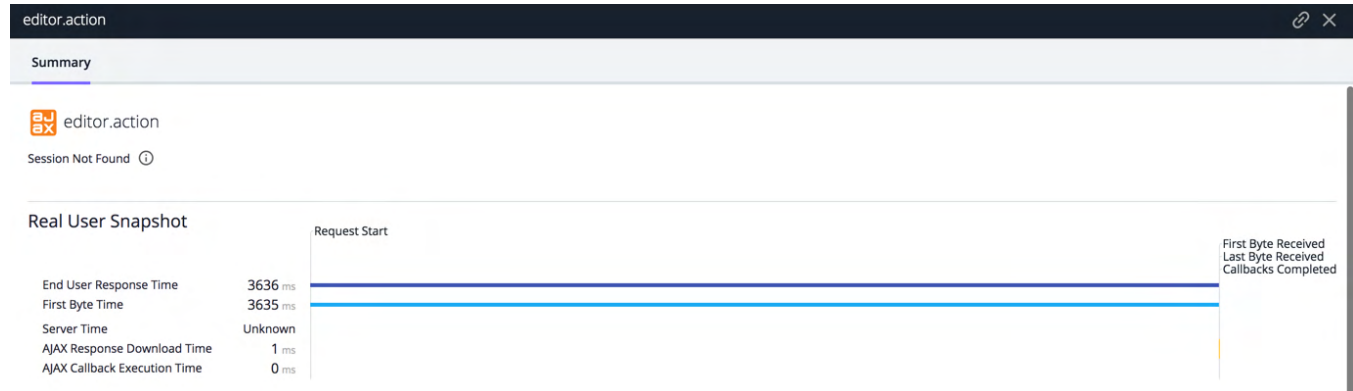 editor.action
Summary
aJ
ax
editor.action
Session Not Found
Real User Snapshot
Request Start
First Byte Received
Last Byte Received
Callbacks Completed
End User Response Time 3636 ms
First Byte Time 3635 ms
Server Time Unknown
AJAX Response Download Time 1 ms
AJAX Callback Execution Time 0 ms